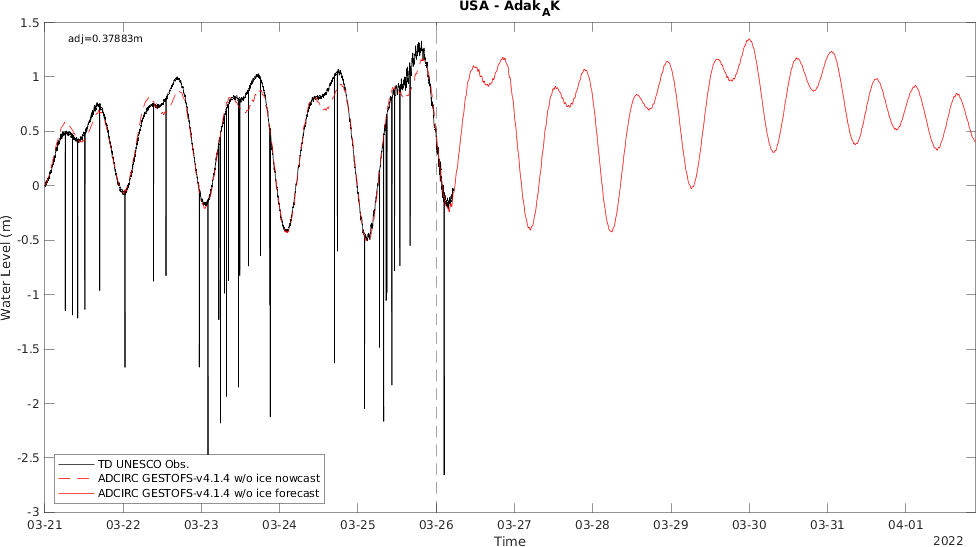 USA - Adak_AK
adj=0.37883m
1.5
1
0.5
0
-0.5
-1
-1.5
-2
-2.5
-3
Water Level (m)
TD UNESCO Obs.
ADCIRC GESTOFS-v4.1.4 w/o ice nowcast
ADCIRC GESTOFS-v4.1.4 w/o ice forecast
03-21 03-22 03-23 03-24 03-25 03-26 03-27 03-28 03-29 03-30 03-31 04-01
Time
2022